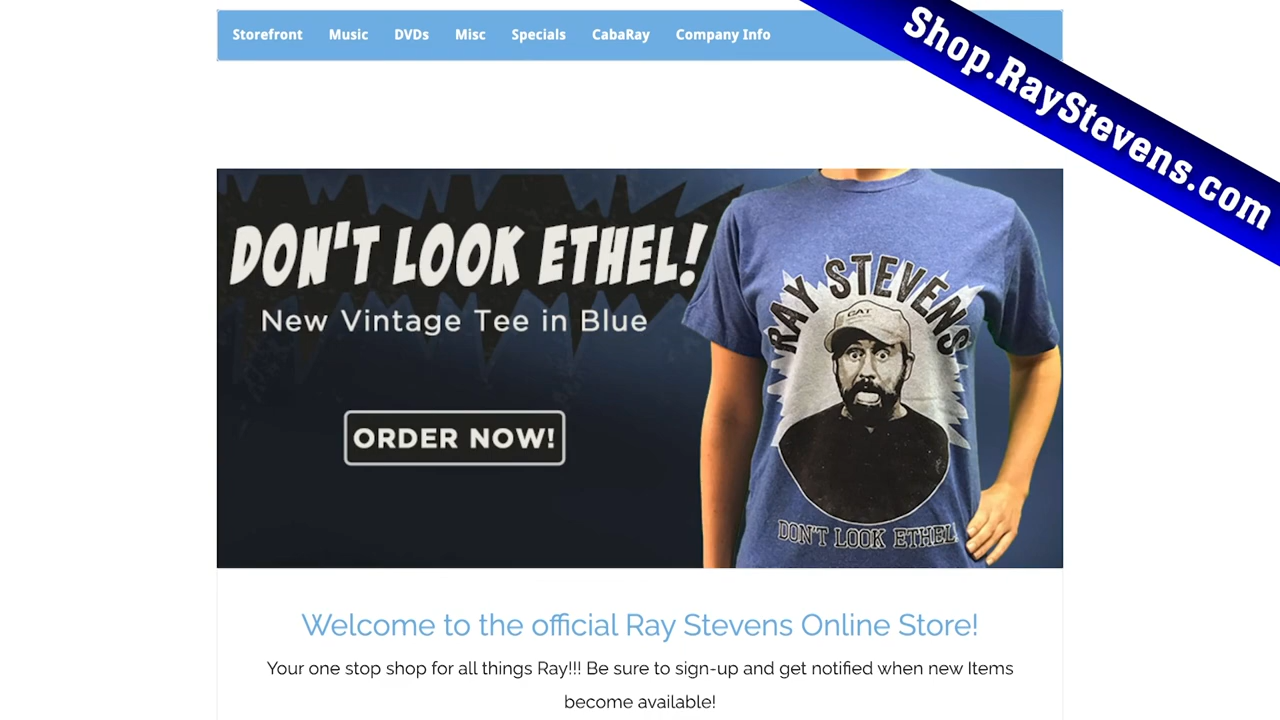 Storefront Music DVDs Misc Specials CabaRay Company Info
Shop.RayStevens.com
DON'T LOOK ETHEL!
New Vintage Tee in Blue
ORDER NOW!
RAY STEVENS
CAT
DON'T LOOK ETHEL!
Welcome to the official Ray Stevens Online Store!
Your one stop shop for all things Ray!!! Be sure to sign-up and get notified when new Items
become available!